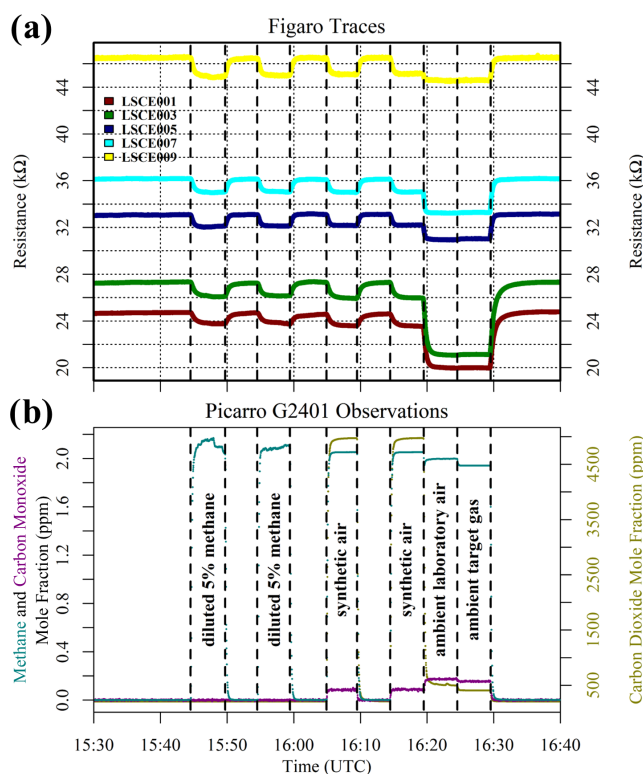 (a)
Figaro Traces
Resistance (kΩ)
44
40
36
32
28
24
20
LSCE001
LSCE003
LSCE005
LSCE007
LSCE009
44
40
36
32
28
24
20
Resistance (kΩ)
(b)
Picarro G2401 Observations
Methane and Carbon Monoxide
Mole Fraction (ppm)
2.0
1.6
1.2
0.8
0.4
0.0
diluted 5% methane
diluted 5% methane
synthetic air
synthetic air
ambient laboratory air
ambient target gas
4500
3500
2500
1500
500
Carbon Dioxide Mole Fraction (ppm)
15:30
15:40
15:50
16:00
16:10
16:20
16:30
16:40
Time (UTC)